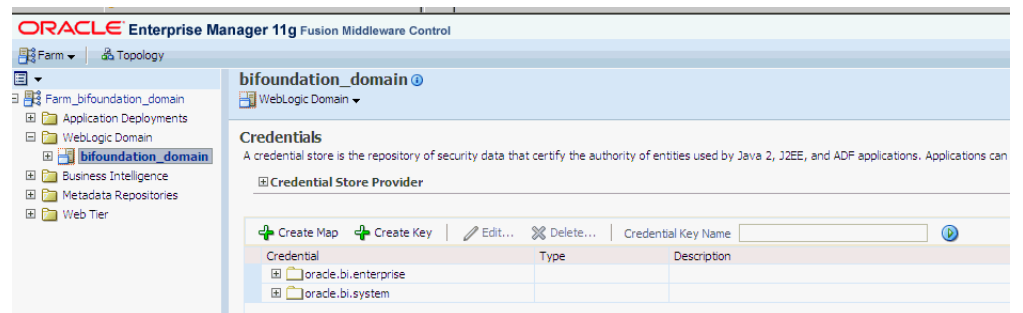 ORACLE Enterprise Manager 11g Fusion Middleware Control
Farm Topology
Farm_bifoundation_domain
Application Deployments
WebLogic Domain
bifoundation_domain
Business Intelligence
Metadata Repositories
Web Tier
bifoundation_domain
WebLogic Domain
Credentials
A credential store is the repository of security data that certify the authority of entities used by Java 2, J2EE, and ADF applications. Applications can
Credential Store Provider
Create Map Create Key Edit... Delete... Credential Key Name
Credential Type Description
oracle.bi.enterprise
oracle.bi.system